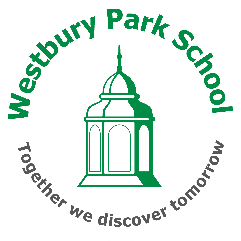 Westbury Park School
Together we discover tomorrow